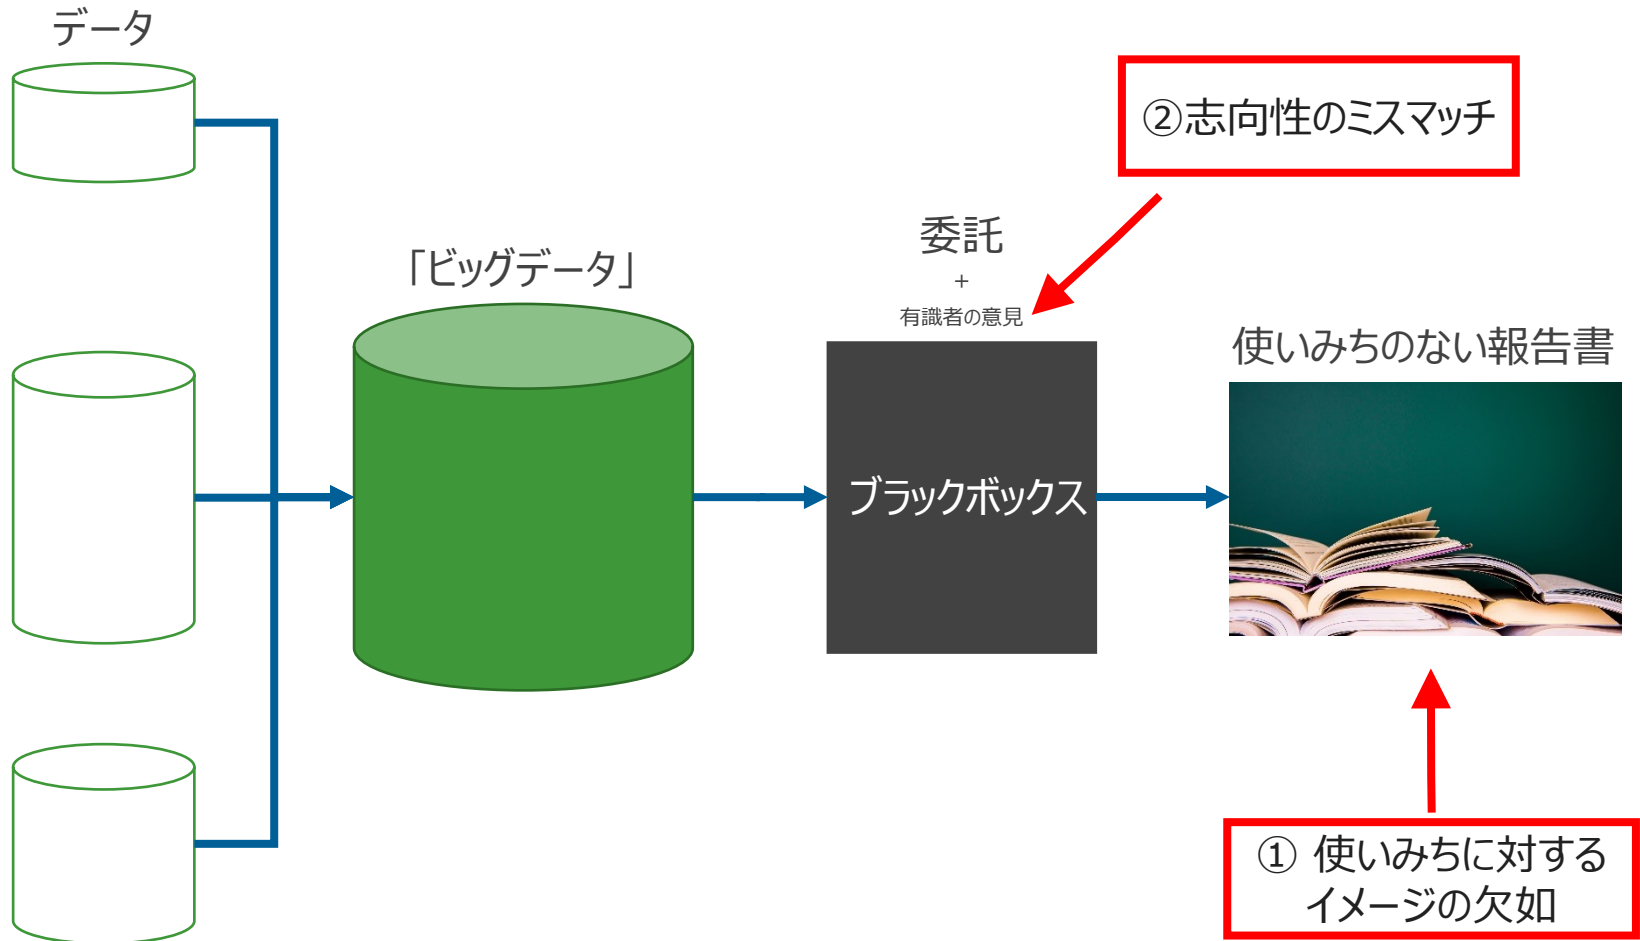 データ
②志向性のミスマッチ
委託
+
有識者の意見
「ビッグデータ」
使いみちのない報告書
ブラックボックス
① 使いみちに対する
イメージの欠如